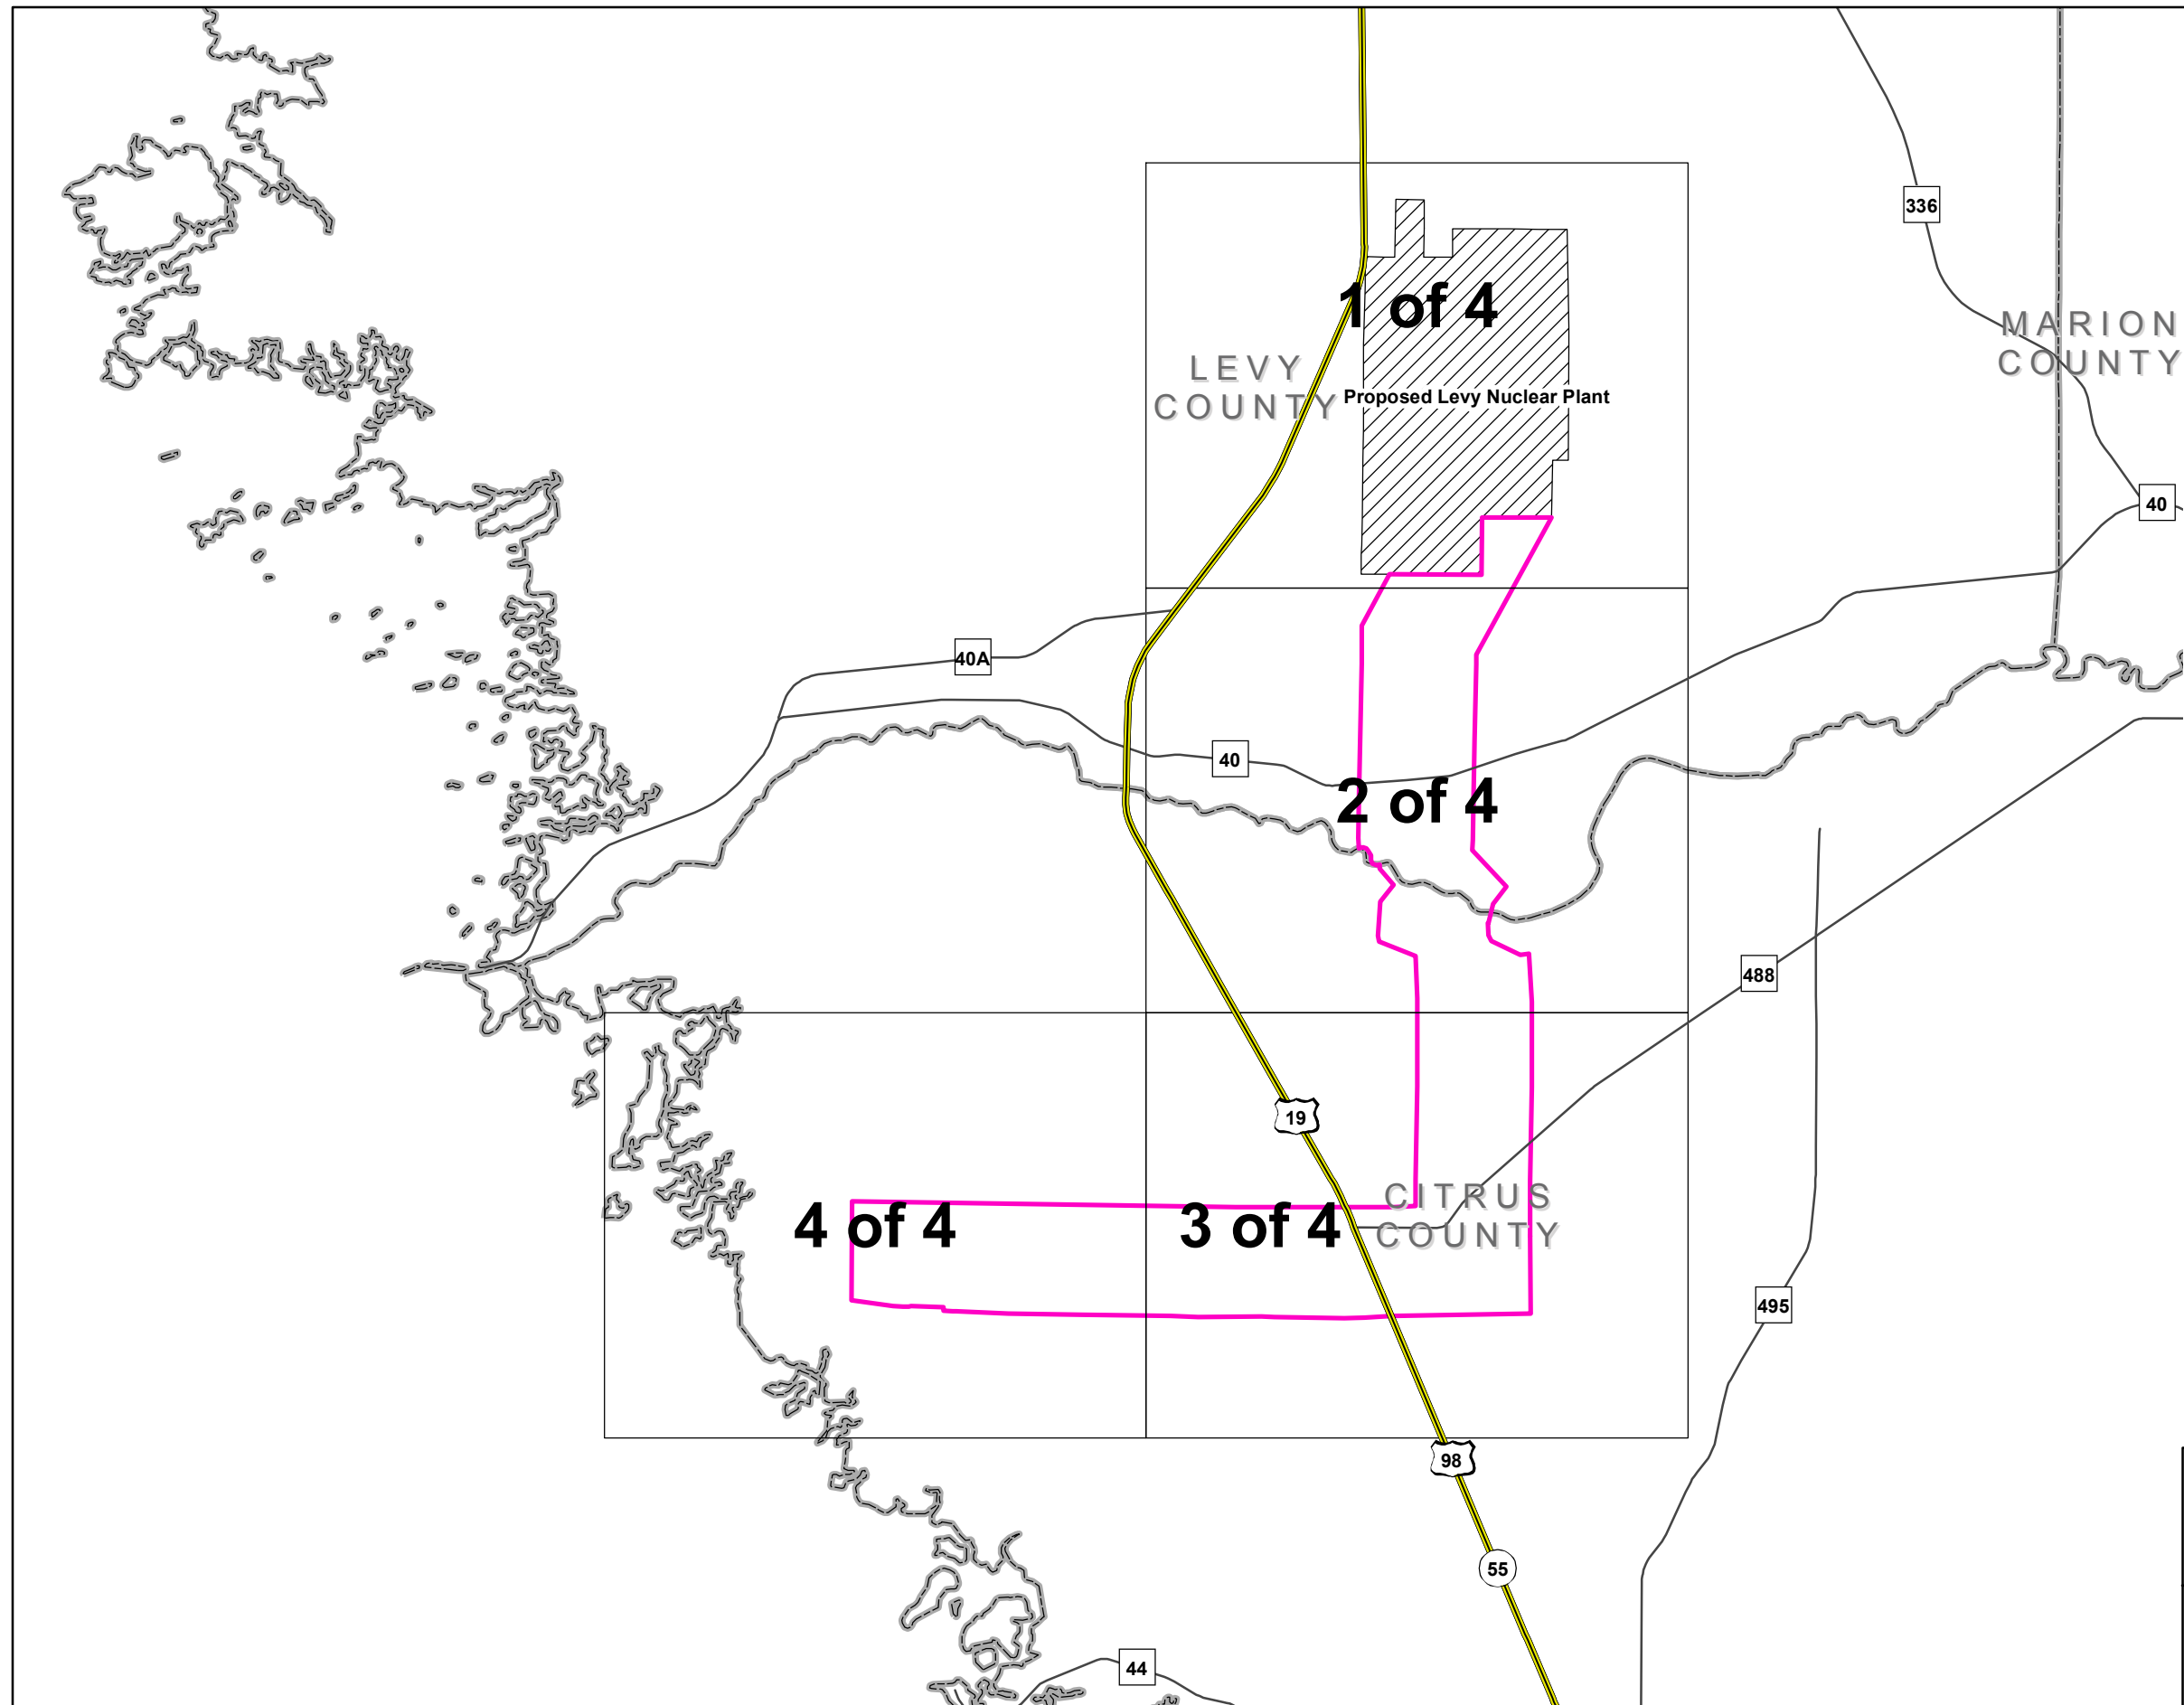 336
1 of 4
MARION
COUNTY
LEVY
COUNTY
Proposed Levy Nuclear Plant
40
40A
40
2 of 4
488
19
CITRUS
COUNTY
4 of 4
3 of 4
495
98
55
44